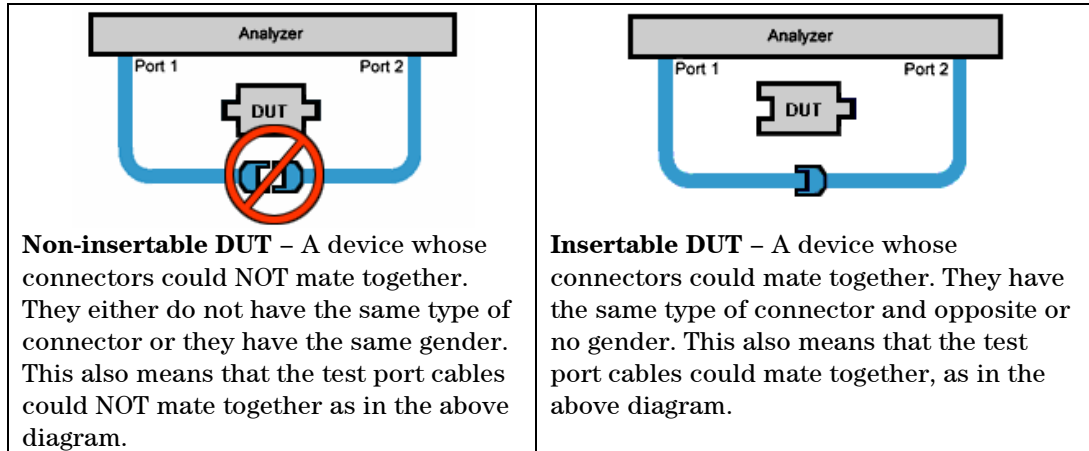 Analyzer
Port 1
Port 2
DUT
Non-insertable DUT – A device whose
connectors could NOT mate together.
They either do not have the same type of
connector or they have the same gender.
This also means that the test port cables
could NOT mate together as in the above
diagram.
Analyzer
Port 1
Port 2
DUT
Insertable DUT – A device whose
connectors could mate together. They have
the same type of connector and opposite or
no gender. This also means that the test
port cables could mate together, as in the
above diagram.